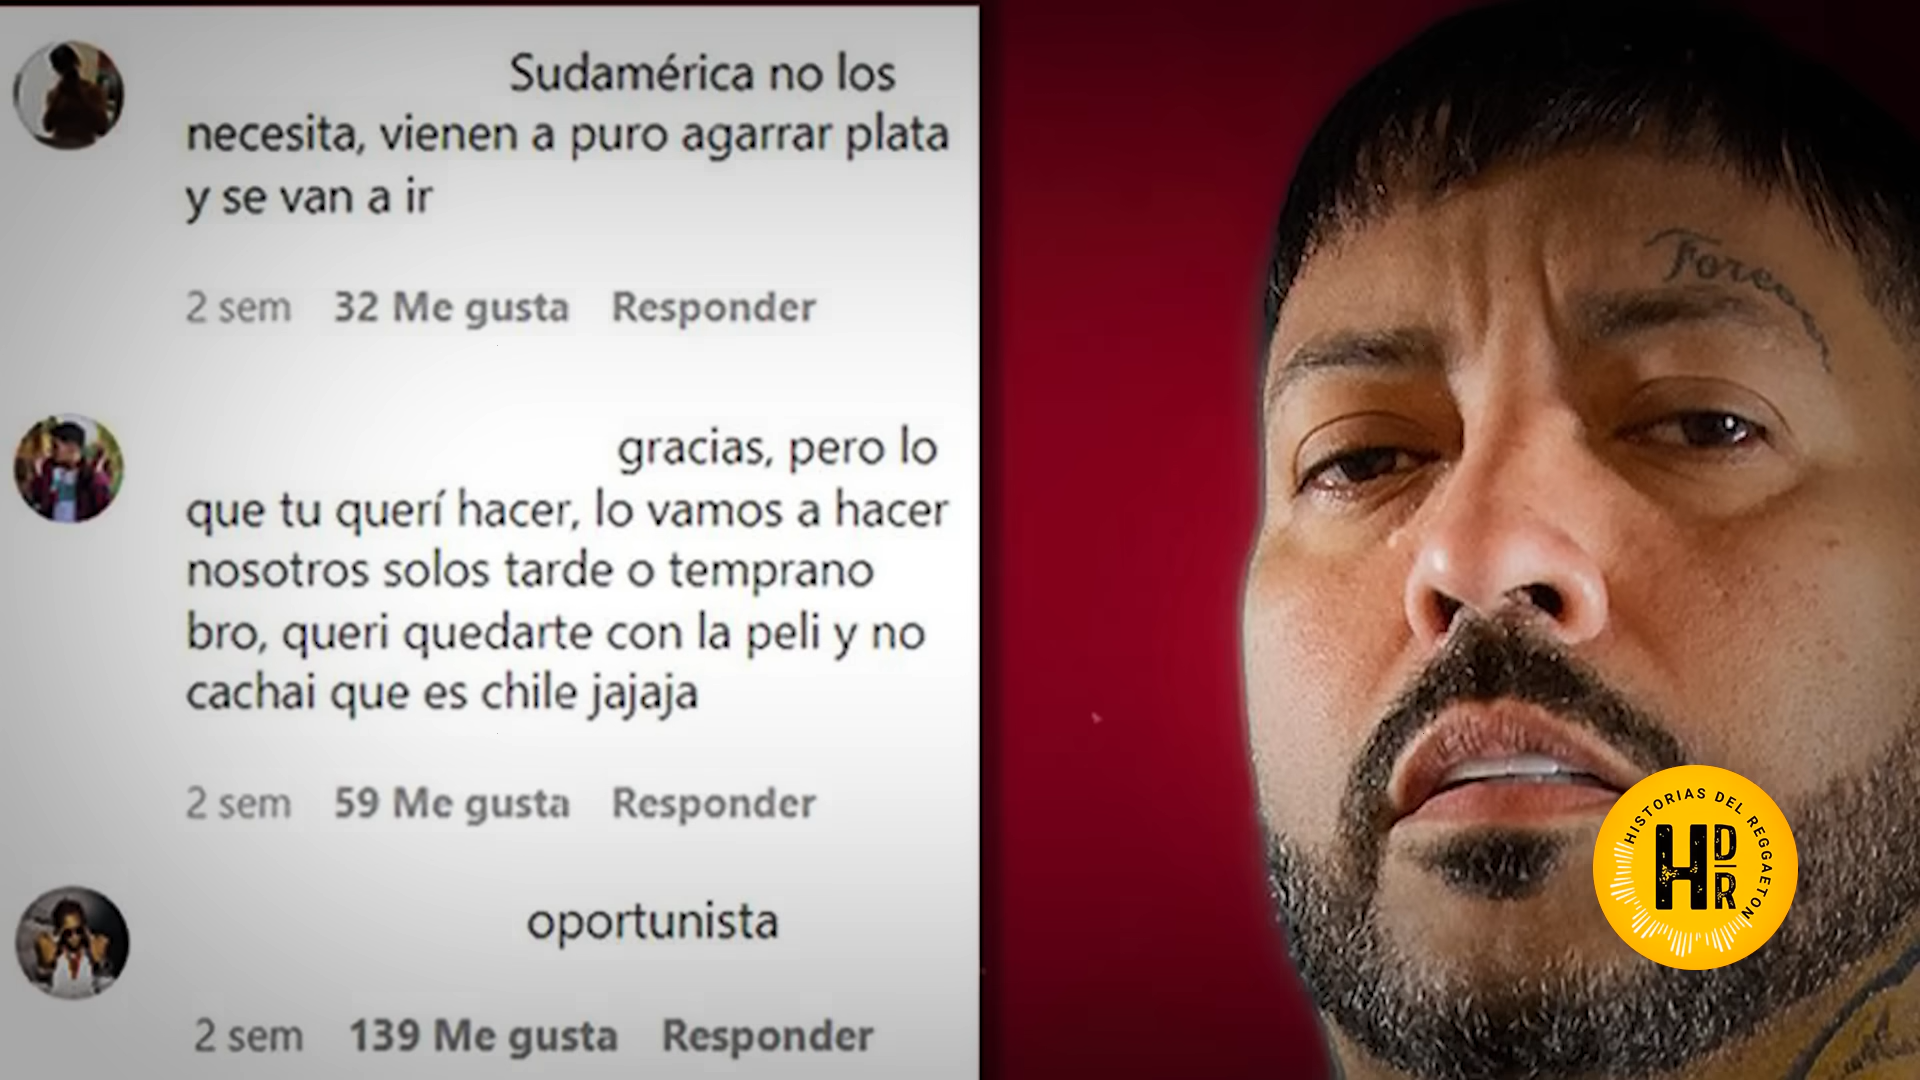 Sudamérica no los
necesita, vienen a puro agarrar plata
y se van a ir
2 sem 32 Me gusta Responder
gracias, pero lo
que tu querí hacer, lo vamos a hacer
nosotros solos tarde o temprano
bro, queri quedarte con la peli y no
cachai que es chile jajaja
2 sem 59 Me gusta Responder
oportunista
2 sem 139 Me gusta Responder
HISTORIAS DEL REGGAETON
HDR